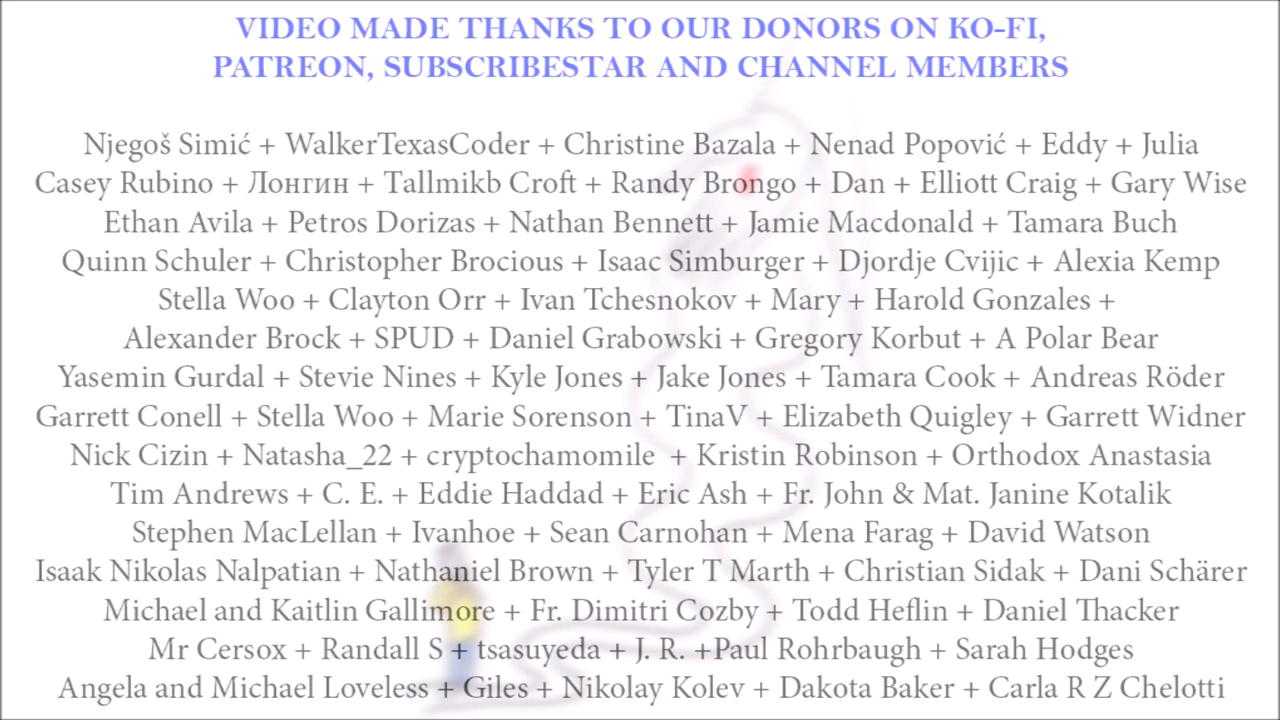 VIDEO MADE THANKS TO OUR DONORS ON KO-FI,
PATREON, SUBSCRIBESTAR AND CHANNEL MEMBERS
Njegoš Simić + WalkerTexasCoder + Christine Bazala + Nenad Popović + Eddy + Julia
Casey Rubino + Лонгин + Tallmikb Croft + Randy Brongo + Dan + Elliott Craig + Gary Wise
Ethan Avila + Petros Dorizas + Nathan Bennett + Jamie Macdonald + Tamara Buch
Quinn Schuler + Christopher Brocious + Isaac Simburger + Djordje Cvijic + Alexia Kemp
Stella Woo + Clayton Orr + Ivan Tchesnokov + Mary + Harold Gonzales +
Alexander Brock + SPUD + Daniel Grabowski + Gregory Korbut + A Polar Bear
Yasemin Gurdal + Stevie Nines + Kyle Jones + Jake Jones + Tamara Cook + Andreas Röder
Garrett Conell + Stella Woo + Marie Sorenson + TinaV + Elizabeth Quigley + Garrett Widner
Nick Cizin + Natasha_22 + cryptochamomile + Kristin Robinson + Orthodox Anastasia
Tim Andrews + C. E. + Eddie Haddad + Eric Ash + Fr. John & Mat. Janine Kotalik
Stephen MacLellan + Ivanhoe + Sean Carnohan + Mena Farag + David Watson
Isaak Nikolas Nalpatian + Nathaniel Brown + Tyler T Marth + Christian Sidak + Dani Schärer
Michael and Kaitlin Gallimore + Fr. Dimitri Cozby + Todd Heflin + Daniel Thacker
Mr Cersox + Randall S + tsasuyeda + J. R. +Paul Rohrbaugh + Sarah Hodges
Angela and Michael Loveless + Giles + Nikolay Kolev + Dakota Baker + Carla R Z Chelotti